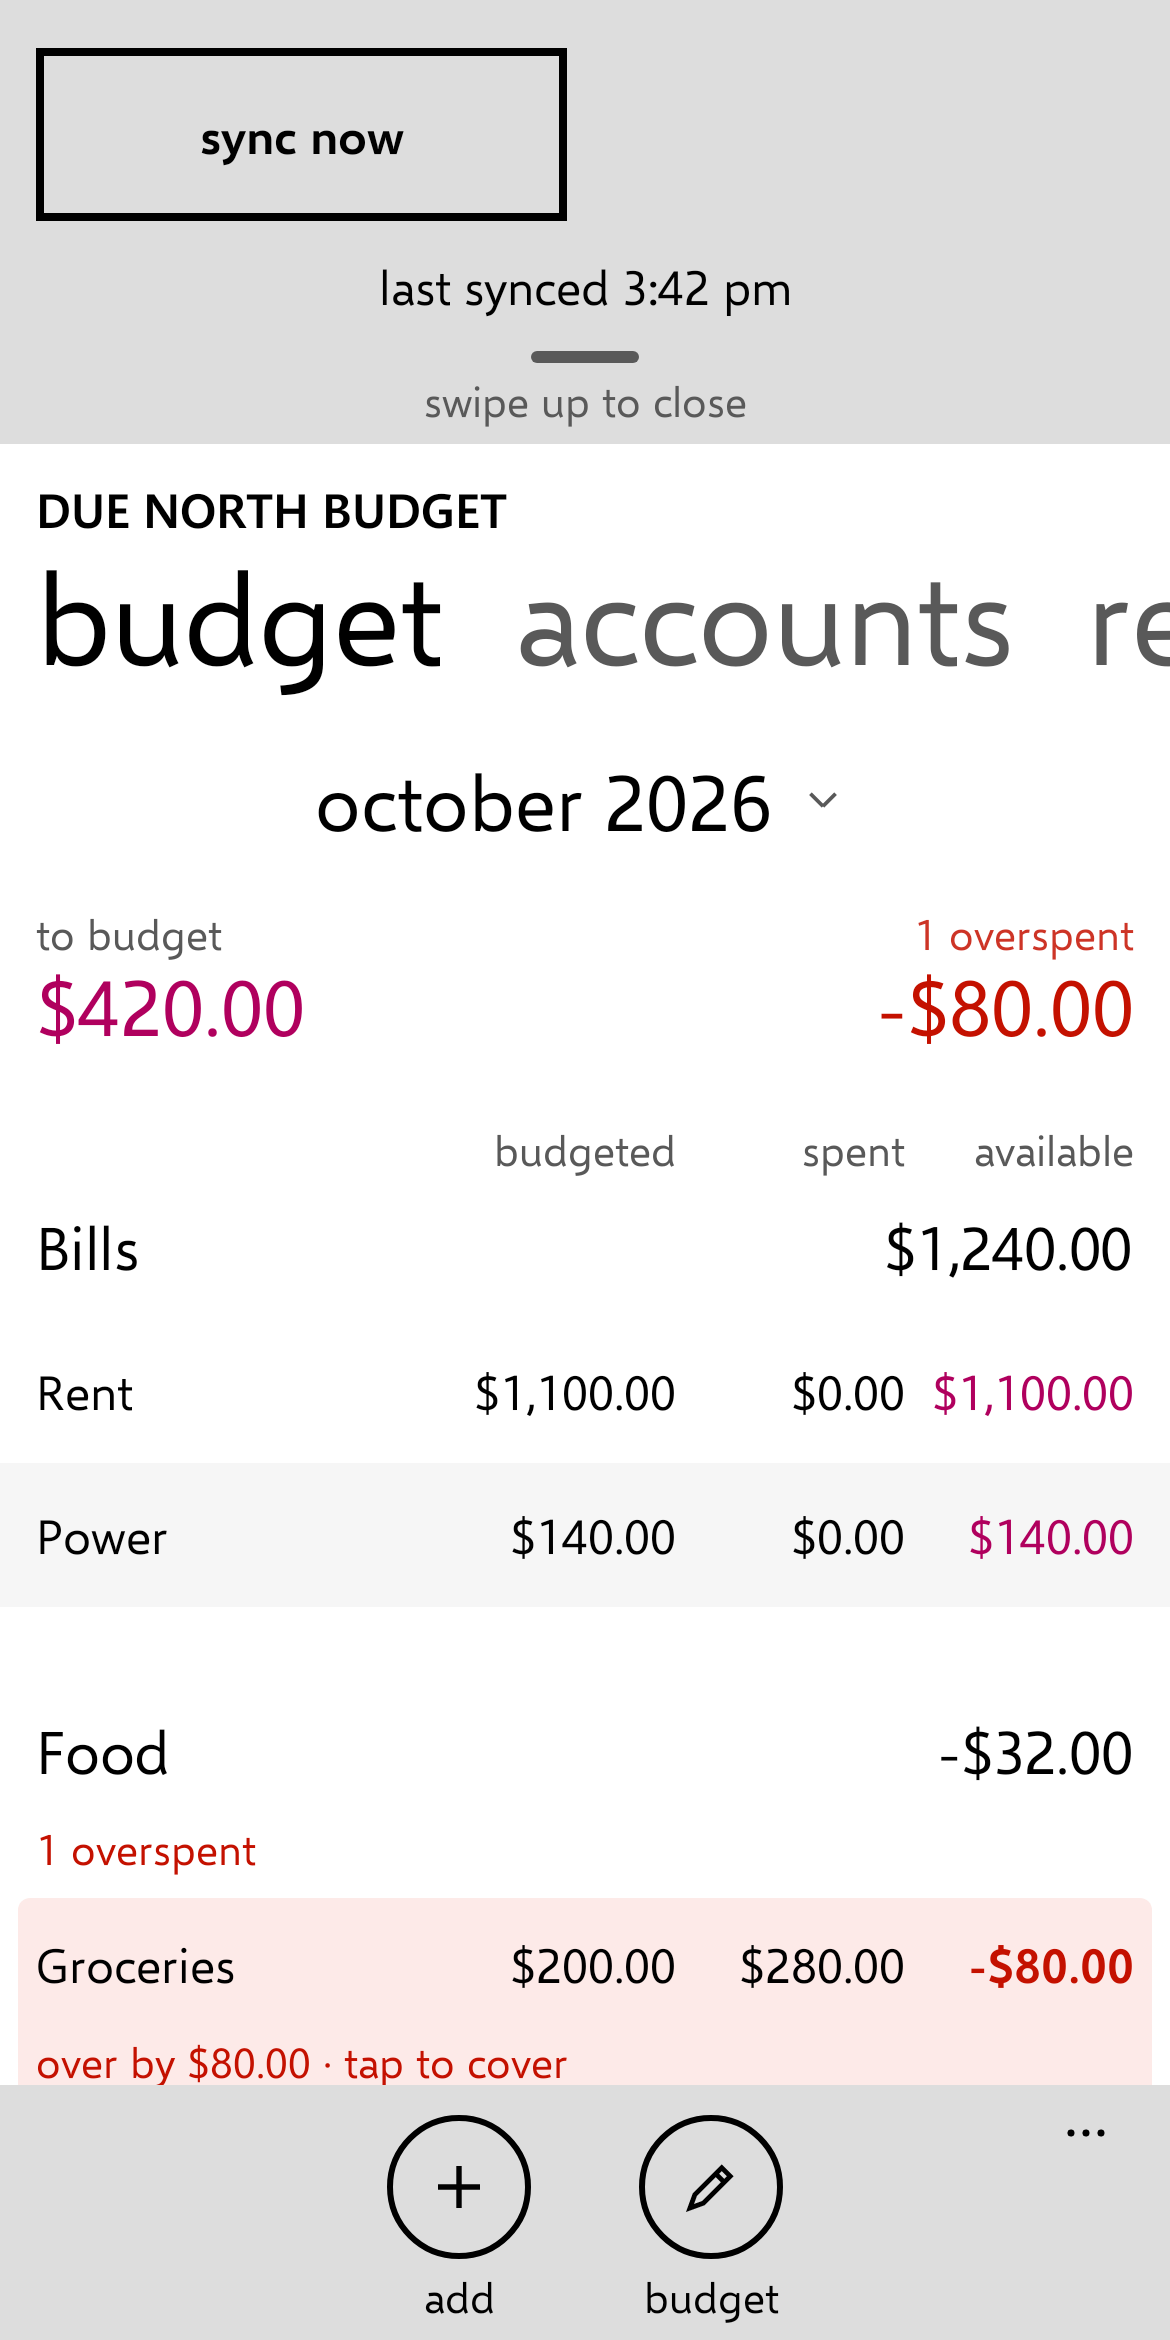 sync now
last synced 3:42 pm
swipe up to close
DUE NORTH BUDGET
budget accounts re
october 2026
to budget 1 overspent
$420.00 -$80.00
budgeted spent available
Bills $1,240.00
Rent $1,100.00 $0.00 $1,100.00
Power $140.00 $0.00 $140.00
Food -$32.00
1 overspent
Groceries $200.00 $280.00 -$80.00
over by $80.00 · tap to cover
add budget